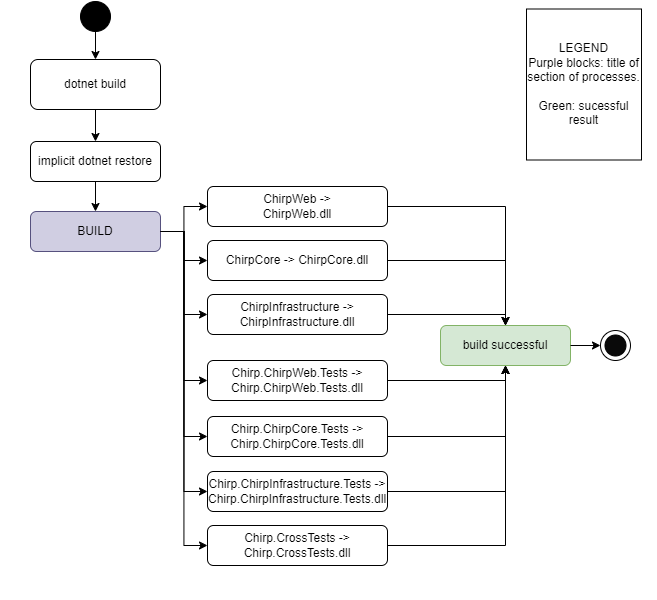 LEGEND
Purple blocks: title of
section of processes.
Green: sucessful
result
dotnet build
implicit dotnet restore
BUILD
ChirpWeb ->
ChirpWeb.dll
ChirpCore -> ChirpCore.dll
ChirpInfrastructure ->
ChirpInfrastructure.dll
Chirp.ChirpWeb.Tests ->
Chirp.ChirpWeb.Tests.dll
Chirp.ChirpCore.Tests ->
Chirp.ChirpCore.Tests.dll
Chirp.ChirpInfrastructure.Tests ->
Chirp.ChirpInfrastructure.Tests.dll
Chirp.CrossTests ->
Chirp.CrossTests.dll
build successful